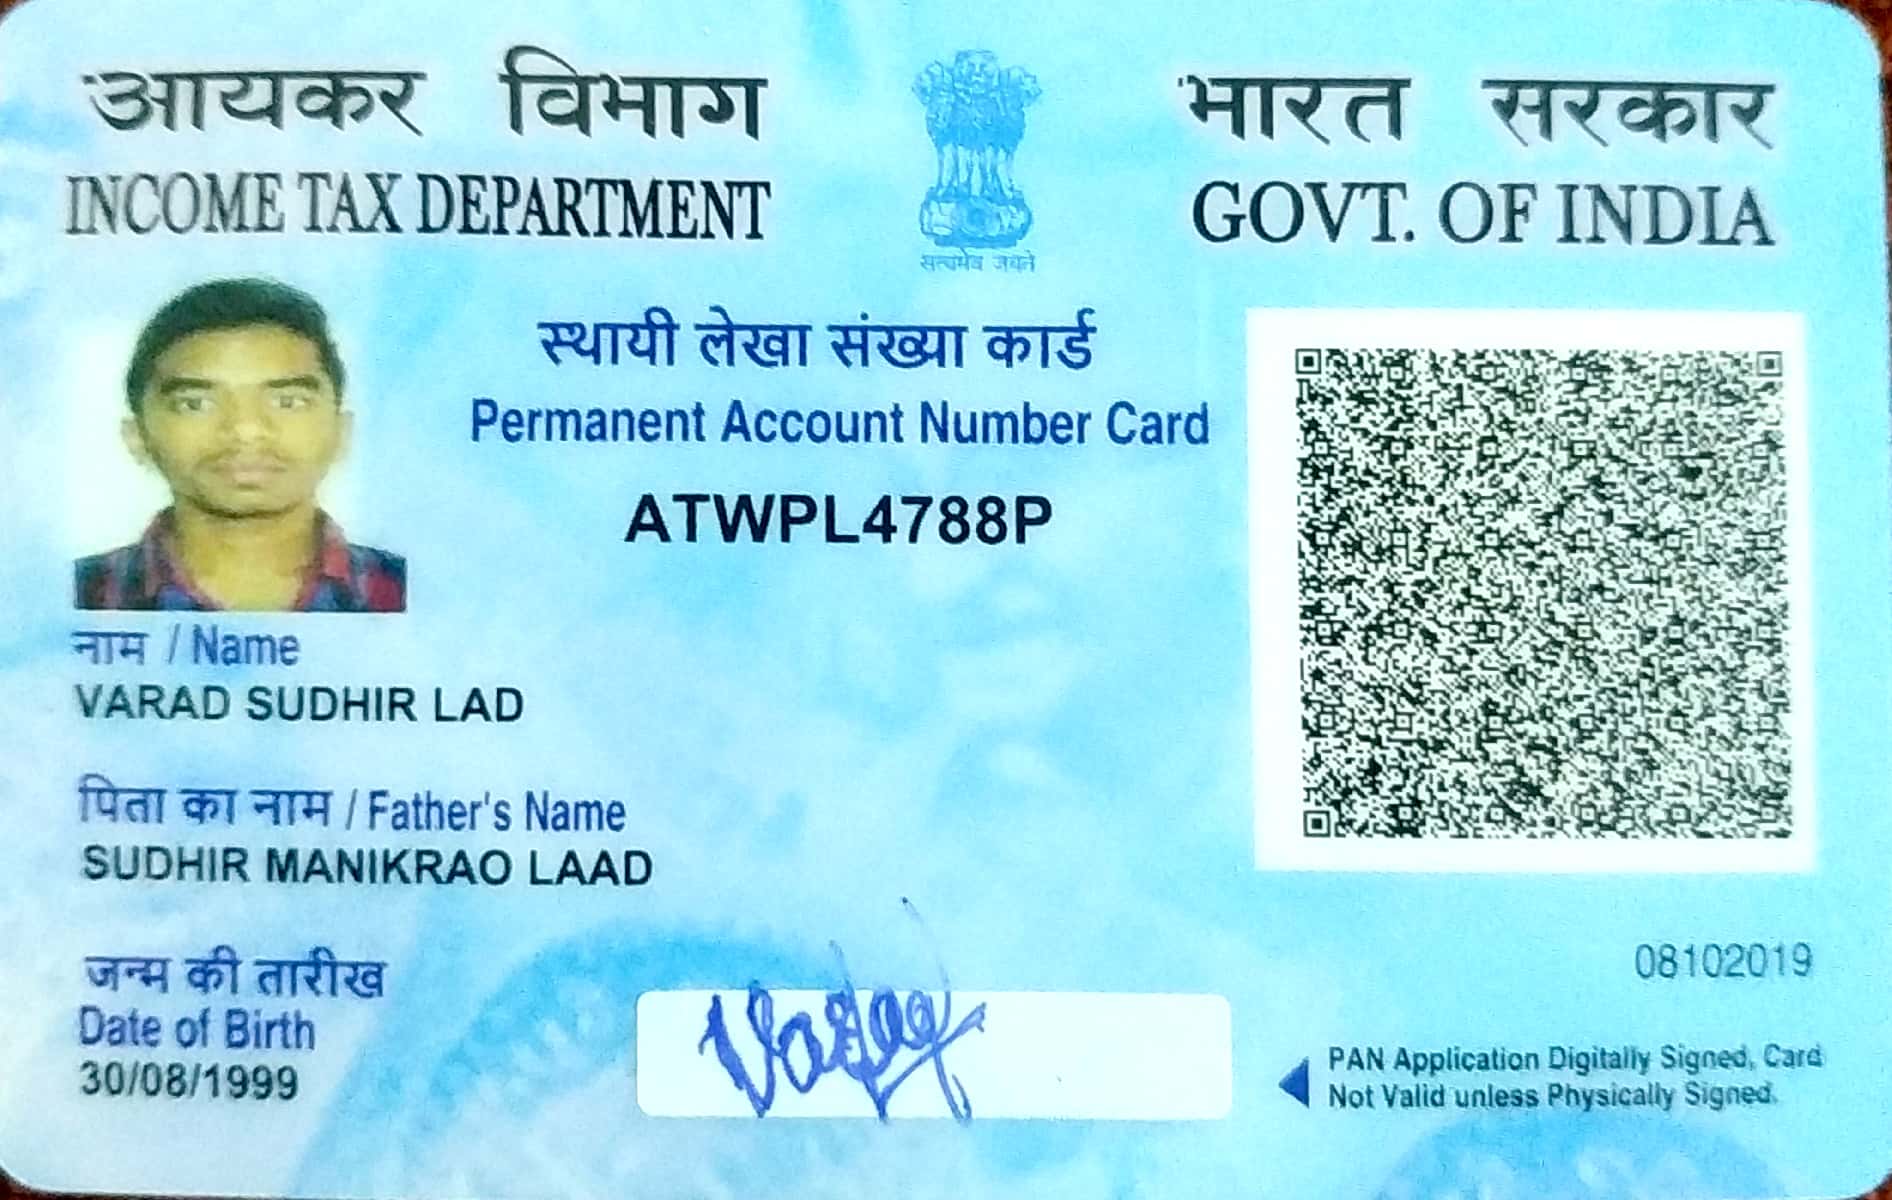 आयकर विभाग
INCOME TAX DEPARTMENT
भारत सरकार
GOVT. OF INDIA
सत्यमेव जयते
स्थायी लेखा संख्या कार्ड
Permanent Account Number Card
ATWPL4788P
नाम / Name
VARAD SUDHIR LAD
पिता का नाम / Father's Name
SUDHIR MANIKRAO LAAD
जन्म की तारीख
Date of Birth
30/08/1999
08102019
PAN Application Digitally Signed, Card
Not Valid unless Physically Signed.